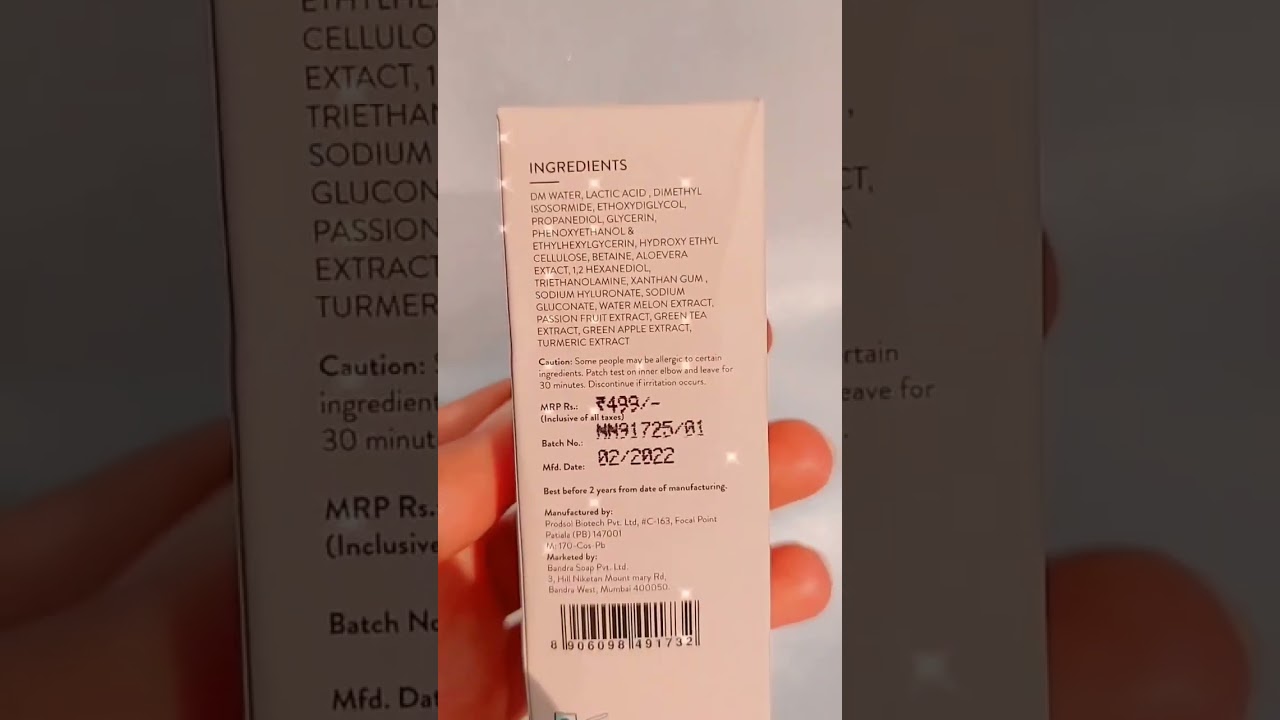 INGREDIENTS
DM WATER, LACTIC ACID , DIMETHYL
ISOSORMIDE, ETHOXYDIGLYCOL,
PROPANEDIOL, GLYCERIN,
PHENOXYETHANOL &
ETHYLHEXYLGYCERIN, HYDROXY ETHYL
CELLULOSE, BETAINE, ALOEVERA
EXTACT, 1,2 HEXANEDIOL,
TRIETHANOLAMINE, XANTHAN GUM ,
SODIUM HYLURONATE, SODIUM
GLUCONATE, WATER MELON EXTRACT,
PASSION FRUIT EXTRACT, GREEN TEA
EXTRACT, GREEN APPLE EXTRACT,
TURMERIC EXTRACT
Caution: Some people may be allergic to certain
ingredients. Patch test on inner elbow and leave for
30 minutes. Discontinue if irritation occurs.
MRP Rs.: ₹499/-
(Inclusive of all taxes)
Batch No.: NN91725/01
Mfd. Date: 02/2022
Best before 2 years from date of manufacturing.
Manufactured by:
Prodsol Biotech Pvt. Ltd, #C-163, Focal Point
Patiala (PB) 147001
M: 170-Cos-Pb
Marketed by:
Bandra Soap Pvt. Ltd.
3, Hill Niketan Mount mary Rd,
Bandra West, Mumbai 400050.
8 906098 491732